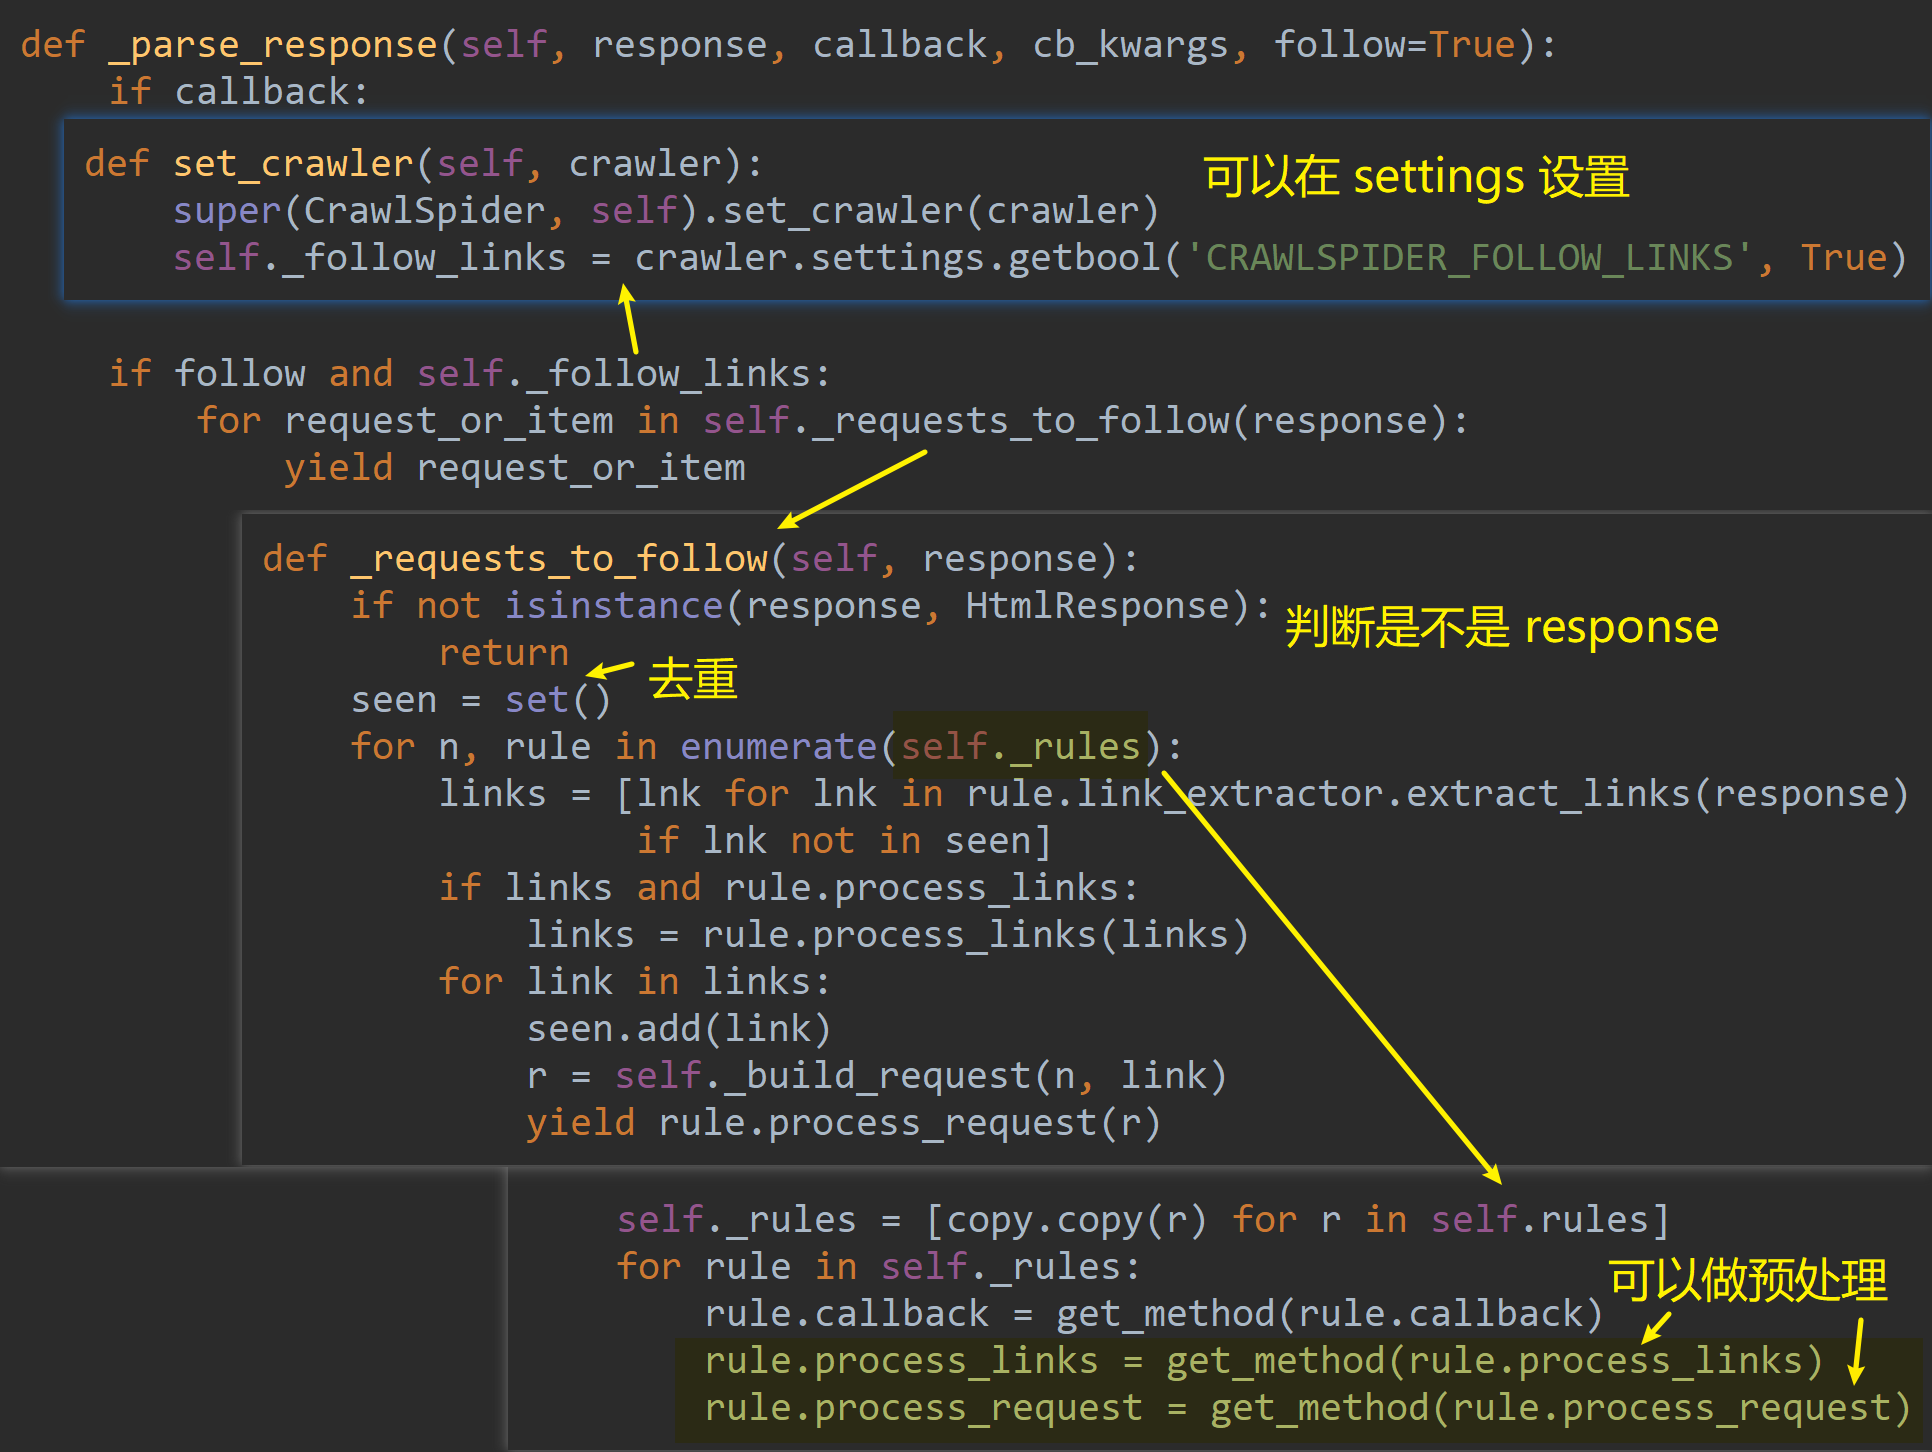 def _parse_response(self, response, callback, cb_kwargs, follow=True):
    if callback:
def set_crawler(self, crawler):
可以在 settings 设置
    super(CrawlSpider, self).set_crawler(crawler)
    self._follow_links = crawler.settings.getbool('CRAWLSPIDER_FOLLOW_LINKS', True)
    if follow and self._follow_links:
        for request_or_item in self._requests_to_follow(response):
            yield request_or_item
def _requests_to_follow(self, response):
    if not isinstance(response, HtmlResponse):
判断是不是 response
        return
去重
    seen = set()
    for n, rule in enumerate(self._rules):
        links = [lnk for lnk in rule.link_extractor.extract_links(response)
                 if lnk not in seen]
        if links and rule.process_links:
            links = rule.process_links(links)
        for link in links:
            seen.add(link)
            r = self._build_request(n, link)
            yield rule.process_request(r)
self._rules = [copy.copy(r) for r in self.rules]
for rule in self._rules:
可以做预处理
    rule.callback = get_method(rule.callback)
    rule.process_links = get_method(rule.process_links)
    rule.process_request = get_method(rule.process_request)